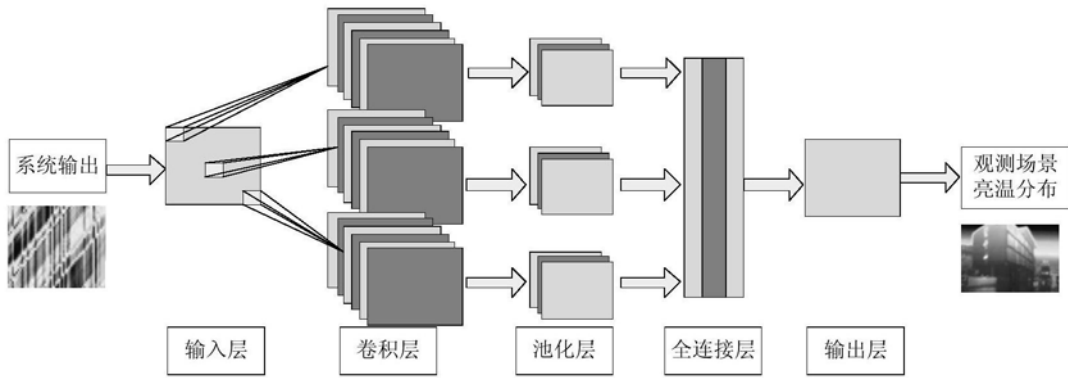 系统输出
观测场景
亮温分布
输入层
卷积层
池化层
全连接层
输出层